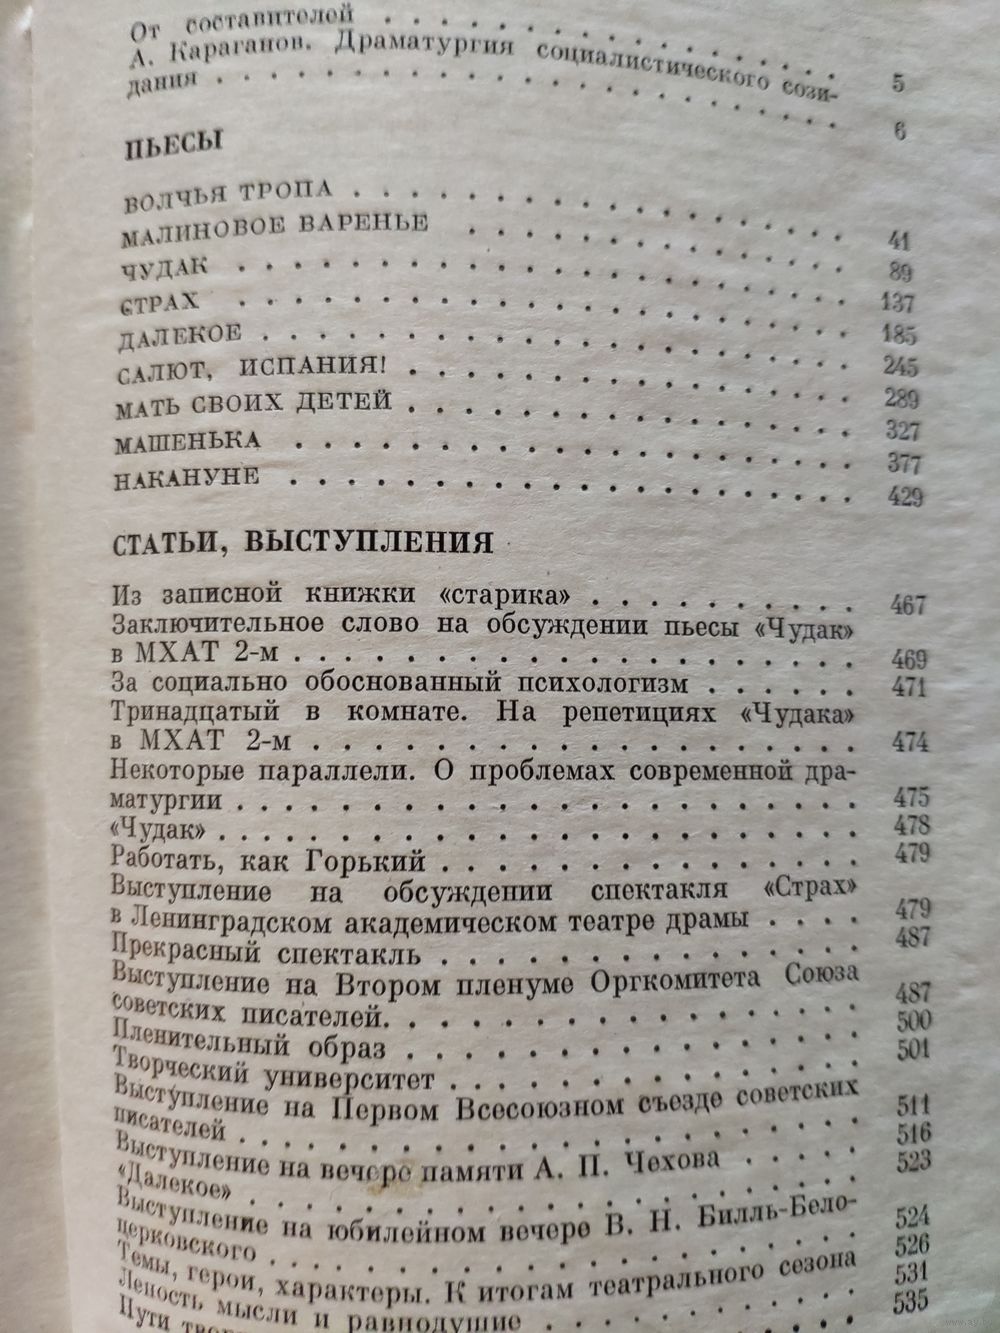 От составителей . . . . . . . . . . . . . 5
А. Караганов. Драматургия социалистического сози-
дания . . . . . . . . . . . . . . . . . . 6
ПЬЕСЫ
ВОЛЧЬЯ ТРОПА . . . . . . . . . . . . . . . 41
МАЛИНОВОЕ ВАРЕНЬЕ . . . . . . . . . . . . 89
ЧУДАК . . . . . . . . . . . . . . . . . . 137
СТРАХ . . . . . . . . . . . . . . . . . . 185
ДАЛЕКОЕ . . . . . . . . . . . . . . . . . 245
САЛЮТ, ИСПАНИЯ! . . . . . . . . . . . . . 289
МАТЬ СВОИХ ДЕТЕЙ . . . . . . . . . . . . . 327
МАШЕНЬКА . . . . . . . . . . . . . . . . . 377
НАКАНУНЕ . . . . . . . . . . . . . . . . . 429
СТАТЬИ, ВЫСТУПЛЕНИЯ
Из записной книжки «старика» . . . . . . . . . . 467
Заключительное слово на обсуждении пьесы «Чудак»
в МХАТ 2-м . . . . . . . . . . . . . . . . 469
За социально обоснованный психологизм . . . . . . 471
Тринадцатый в комнате. На репетициях «Чудака»
в МХАТ 2-м . . . . . . . . . . . . . . . . 474
Некоторые параллели. О проблемах современной дра-
матургии . . . . . . . . . . . . . . . . . 475
«Чудак» . . . . . . . . . . . . . . . . . . 478
Работать, как Горький . . . . . . . . . . . . 479
Выступление на обсуждении спектакля «Страх»
в Ленинградском академическом театре драмы . . . . 479
Прекрасный спектакль . . . . . . . . . . . . 487
Выступление на Втором пленуме Оргкомитета Союза
советских писателей. . . . . . . . . . . . . 487
Пленительный образ . . . . . . . . . . . . . 500
Творческий университет . . . . . . . . . . . . 501
Выступление на Первом Всесоюзном съезде советских
писателей . . . . . . . . . . . . . . . . . 511
Выступление на вечере памяти А. П. Чехова . . . . . 516
«Далекое» . . . . . . . . . . . . . . . . . 523
Выступление на юбилейном вечере В. Н. Билль-Бело-
церковского . . . . . . . . . . . . . . . . 524
Темы, герои, характеры. К итогам театрального сезона 526
Леность мысли и равнодушие . . . . . . . . . . 531
Пути 535